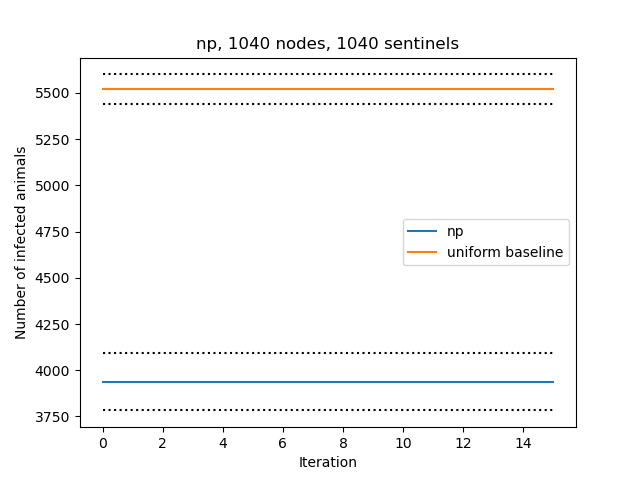 np, 1040 nodes, 1040 sentinels
5500
5250
5000
4750
4500
4250
4000
3750
Number of infected animals
np
uniform baseline
0 2 4 6 8 10 12 14
Iteration